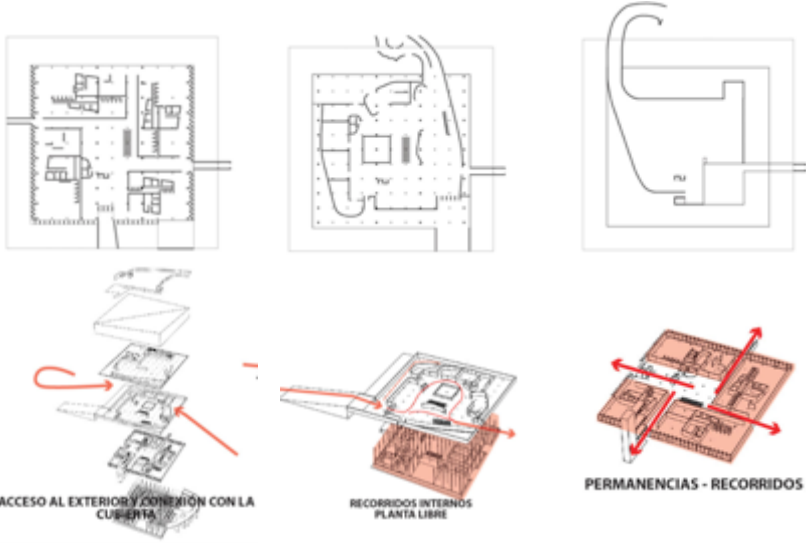 ACCESO AL EXTERIOR Y CONEXIÓN CON LA
CUBIERTA
RECORRIDOS INTERNOS
PLANTA LIBRE
PERMANENCIAS - RECORRIDOS